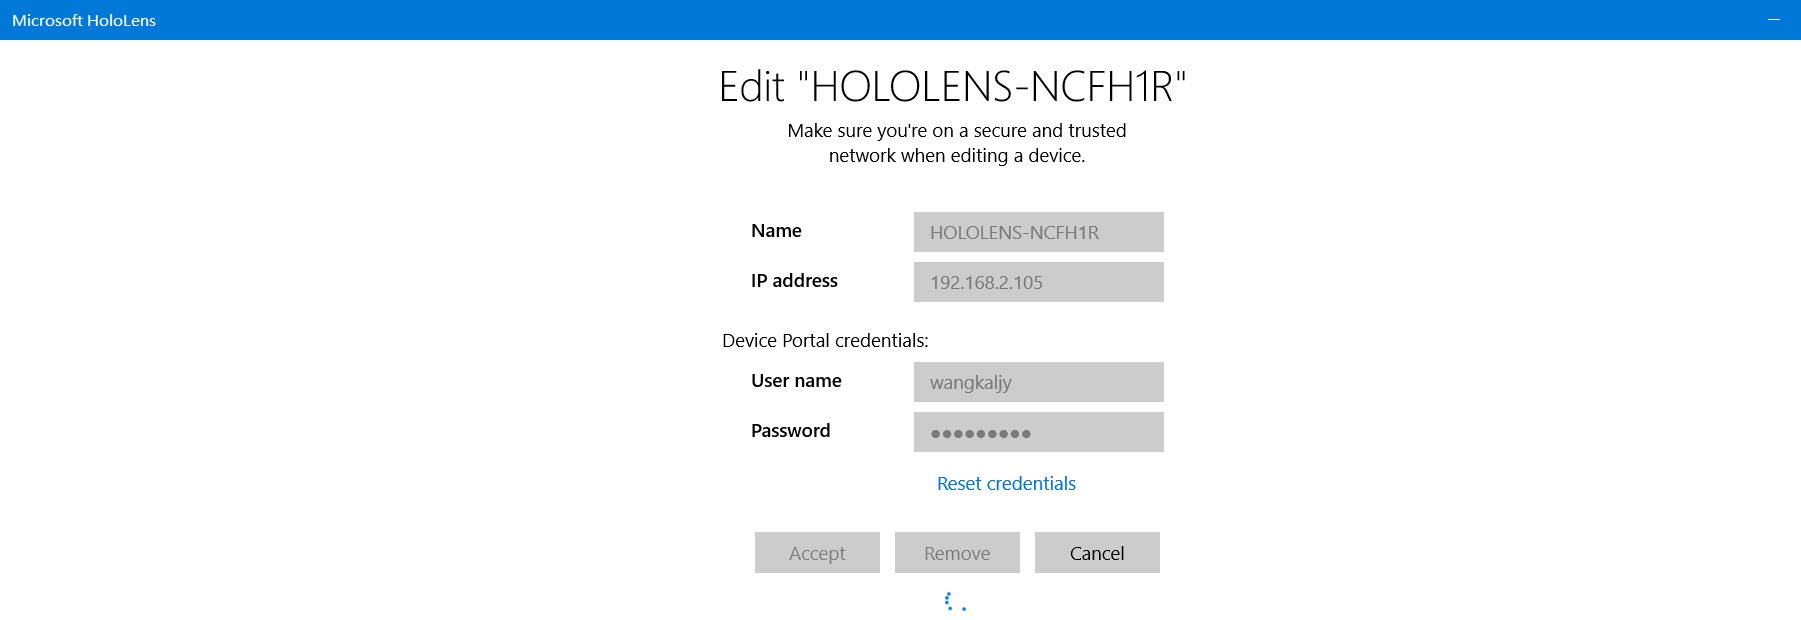 Microsoft HoloLens
Edit "HOLOLENS-NCFH1R"
Make sure you're on a secure and trusted
network when editing a device.
Name
HOLOLENS-NCFH1R
IP address
192.168.2.105
Device Portal credentials:
User name
wangkaljy
Password
●●●●●●●●●
Reset credentials
Accept Remove Cancel